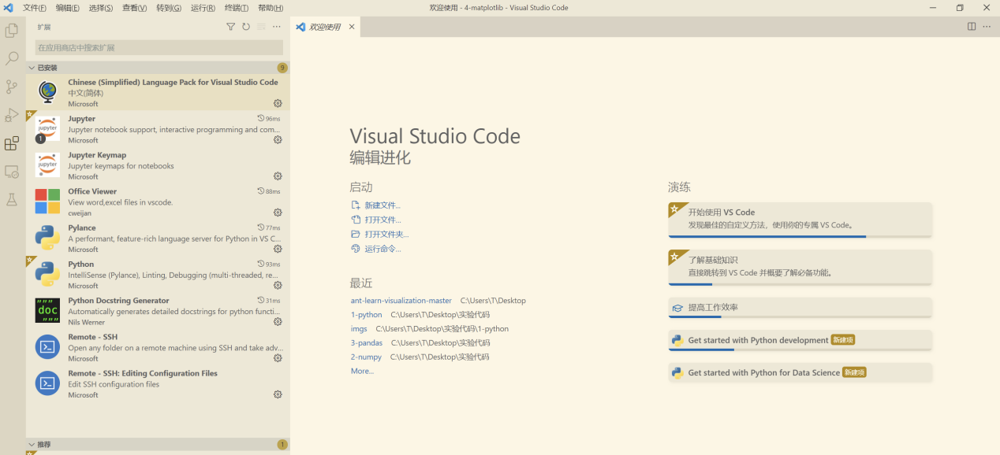 文件(F) 编辑(E) 选择(S) 查看(V) 转到(G) 运行(R) 终端(T) 帮助(H) 欢迎使用 - 4-matplotlib - Visual Studio Code
扩展
在应用商店中搜索扩展
已安装 9
Chinese (Simplified) Language Pack for Visual Studio Code
中文(简体)
Microsoft
Jupyter 96ms
Jupyter notebook support, interactive programming and com...
Microsoft
jupyter
1
Jupyter Keymap
Jupyter keymaps for notebooks
Microsoft
jupyter
Office Viewer 88ms
View word,excel files in vscode.
cweijan
Pylance 77ms
A performant, feature-rich language server for Python in VS C...
Microsoft
Python 93ms
IntelliSense (Pylance), Linting, Debugging (multi-threaded, re...
Microsoft
Python Docstring Generator 31ms
Automatically generates detailed docstrings for python functi...
Nils Werner
"""
doc
"""
Remote - SSH
Open any folder on a remote machine using SSH and take adv...
Microsoft
Remote - SSH: Editing Configuration Files
Edit SSH configuration files
Microsoft
推荐 1
欢迎使用
Visual Studio Code
编辑进化
启动
新建文件...
打开文件...
打开文件夹...
运行命令...
最近
ant-learn-visualization-master C:\Users\T\Desktop
1-python C:\Users\T\Desktop\实验代码
imgs C:\Users\T\Desktop\实验代码\1-python
3-pandas C:\Users\T\Desktop\实验代码
2-numpy C:\Users\T\Desktop\实验代码
More...
演练
开始使用 VS Code
发现最佳的自定义方法，使用你的专属 VS Code。
了解基础知识
直接跳转到 VS Code 并概要了解必备功能。
提高工作效率
Get started with Python development 新建项
Get started with Python for Data Science 新建项